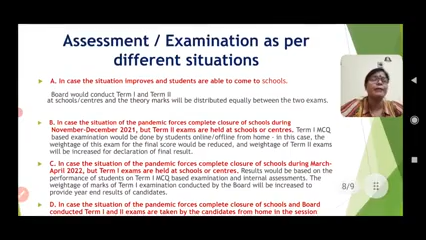 Assessment / Examination as per
different situations
A. In case the situation improves and students are able to come to schools.
Board would conduct Term I and Term II
at schools/centres and the theory marks will be distributed equally between the two exams.
B. In case the situation of the pandemic forces complete closure of schools during
November-December 2021, but Term II exams are held at schools or centres. Term I MCQ
based examination would be done by students online/offline from home - in this case, the
weightage of this exam for the final score would be reduced, and weightage of Term II exams
will be increased for declaration of final result.
C. In case the situation of the pandemic forces complete closure of schools during March-
April 2022, but Term I exams are held at schools or centres. Results would be based on the
performance of students on Term I MCQ based examination and internal assessments. The
weightage of marks of Term I examination conducted by the Board will be increased to
provide year end results of candidates.
D. In case the situation of the pandemic forces complete closure of schools and Board
conducted Term I and II exams are taken by the candidates from home in the session
8/9